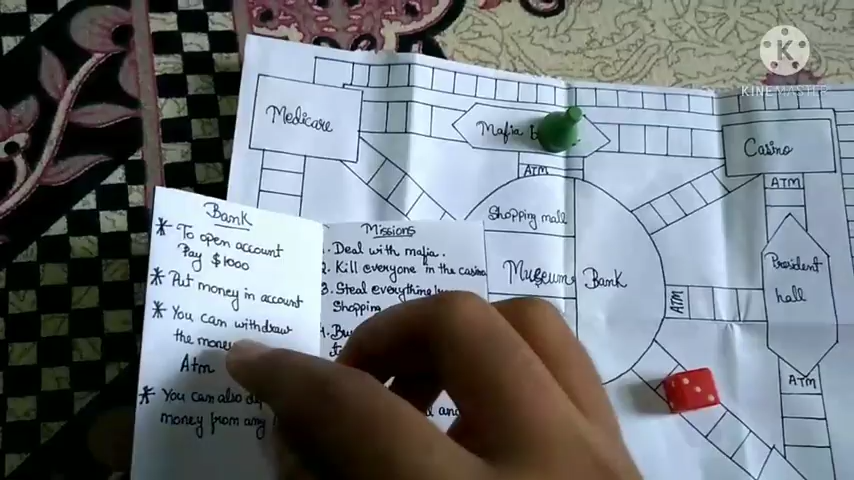 K
KINEMASTER
Medicare
Mafia
Casino
ATM
ATM
Shopping mall
Museum
Bank
ATM
President
hall
ATM
Bank
* To open account
Pay $1000
* Put money in account
* You can withdraw
the money
Atm
* You can also
money from any
Missions
1. Deal with mafia.
2. Kill everyone in the casino
3. Steal everything
Shopping